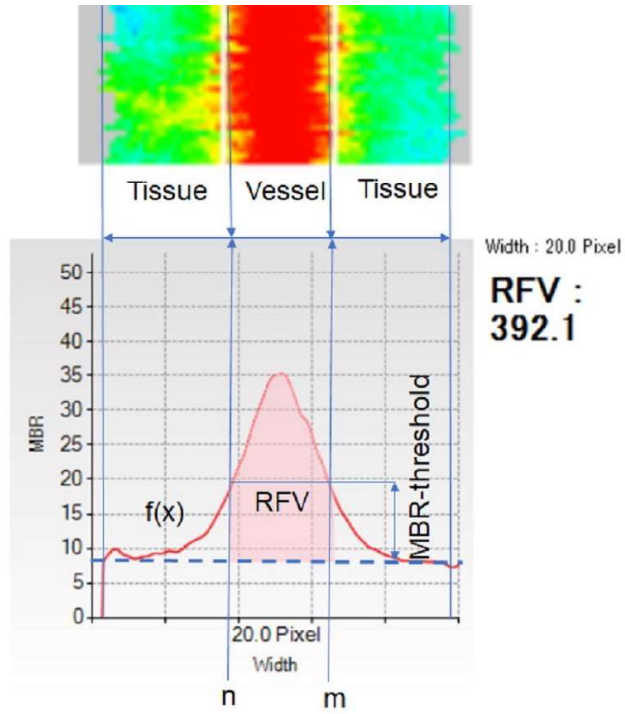 Tissue Vessel Tissue
Width : 20.0 Pixel
RFV :
392.1
50
45
40
35
30
25
20
15
10
5
0
MBR
f(x)
RFV
MBR-threshold
20.0 Pixel
Width
n m